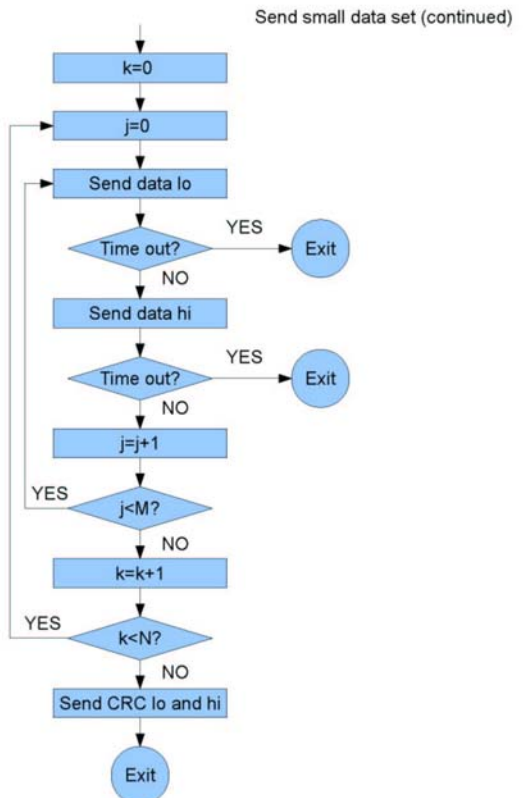 Send small data set (continued)
k=0
j=0
Send data lo
Time out?
YES
Exit
NO
Send data hi
Time out?
YES
Exit
NO
j=j+1
YES
j<M?
NO
k=k+1
YES
k<N?
NO
Send CRC lo and hi
Exit